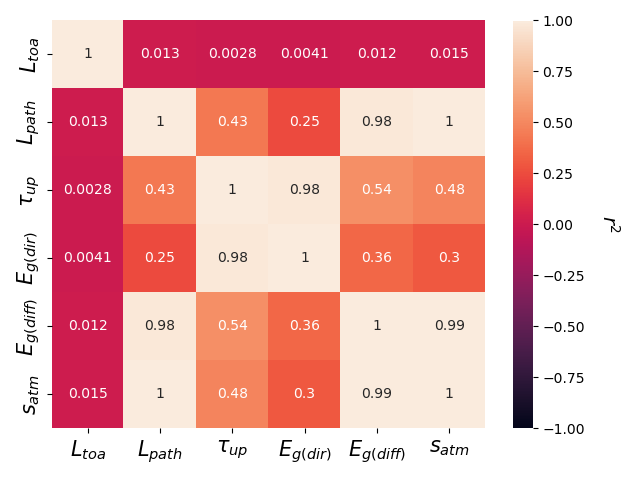 L_toa 1 0.013 0.0028 0.0041 0.012 0.015
L_path 0.013 1 0.43 0.25 0.98 1
τ_up 0.0028 0.43 1 0.98 0.54 0.48
E_g(dir) 0.0041 0.25 0.98 1 0.36 0.3
E_g(diff) 0.012 0.98 0.54 0.36 1 0.99
s_atm 0.015 1 0.48 0.3 0.99 1
L_toa L_path τ_up E_g(dir) E_g(diff) s_atm
1.00
0.75
0.50
0.25
0.00
−0.25
−0.50
−0.75
−1.00
r²